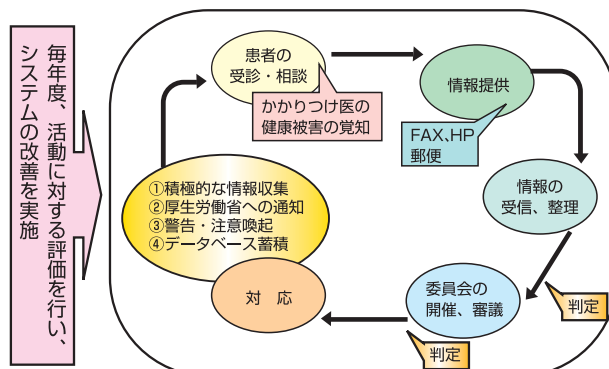 毎年度、活動に対する評価を行い、
システムの改善を実施
患者の
受診・相談
かかりつけ医の
健康被害の覚知
情報提供
FAX、HP
郵便
情報の
受信、整理
判定
委員会の
開催、審議
判定
対　応
①積極的な情報収集
②厚生労働省への通知
③警告・注意喚起
④データベース蓄積